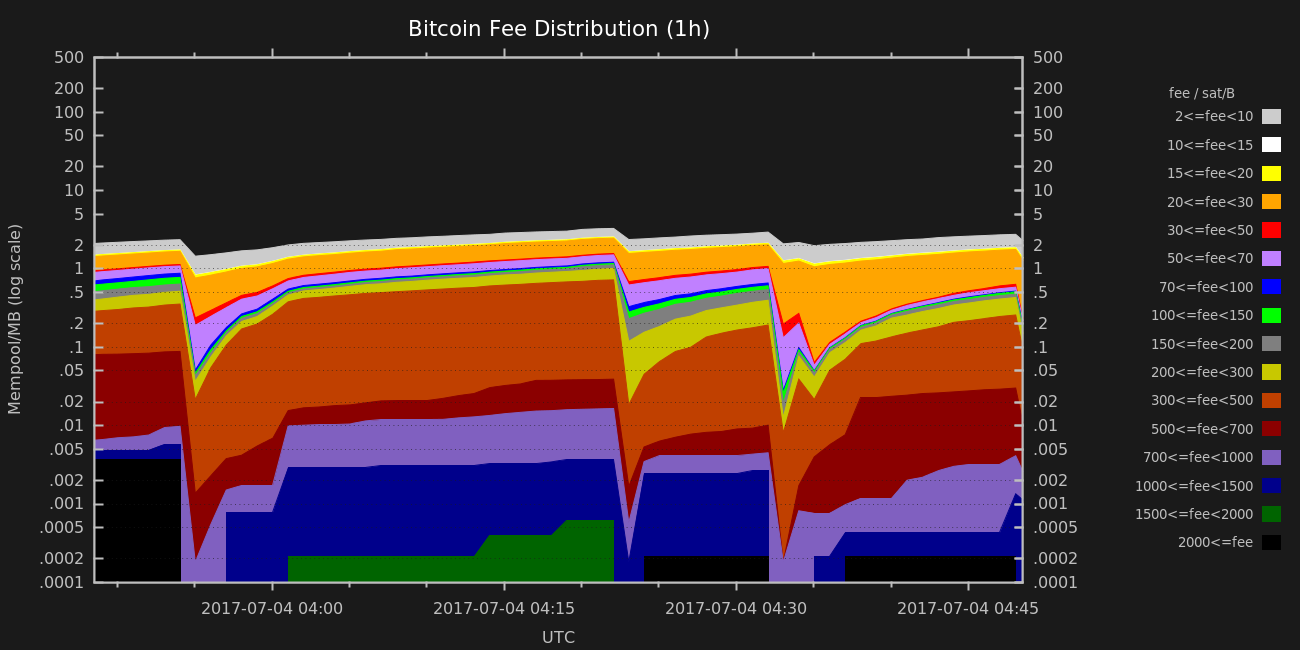 Bitcoin Fee Distribution (1h)
500
200
100
50
20
10
5
2
1
.5
.2
.1
.05
.02
.01
.005
.002
.001
.0005
.0002
.0001
Mempool/MB (log scale)
500
200
100
50
20
10
5
2
1
.5
.2
.1
.05
.02
.01
.005
.002
.001
.0005
.0002
.0001
2017-07-04 04:00
2017-07-04 04:15
2017-07-04 04:30
2017-07-04 04:45
UTC
fee / sat/B
2<=fee<10
10<=fee<15
15<=fee<20
20<=fee<30
30<=fee<50
50<=fee<70
70<=fee<100
100<=fee<150
150<=fee<200
200<=fee<300
300<=fee<500
500<=fee<700
700<=fee<1000
1000<=fee<1500
1500<=fee<2000
2000<=fee